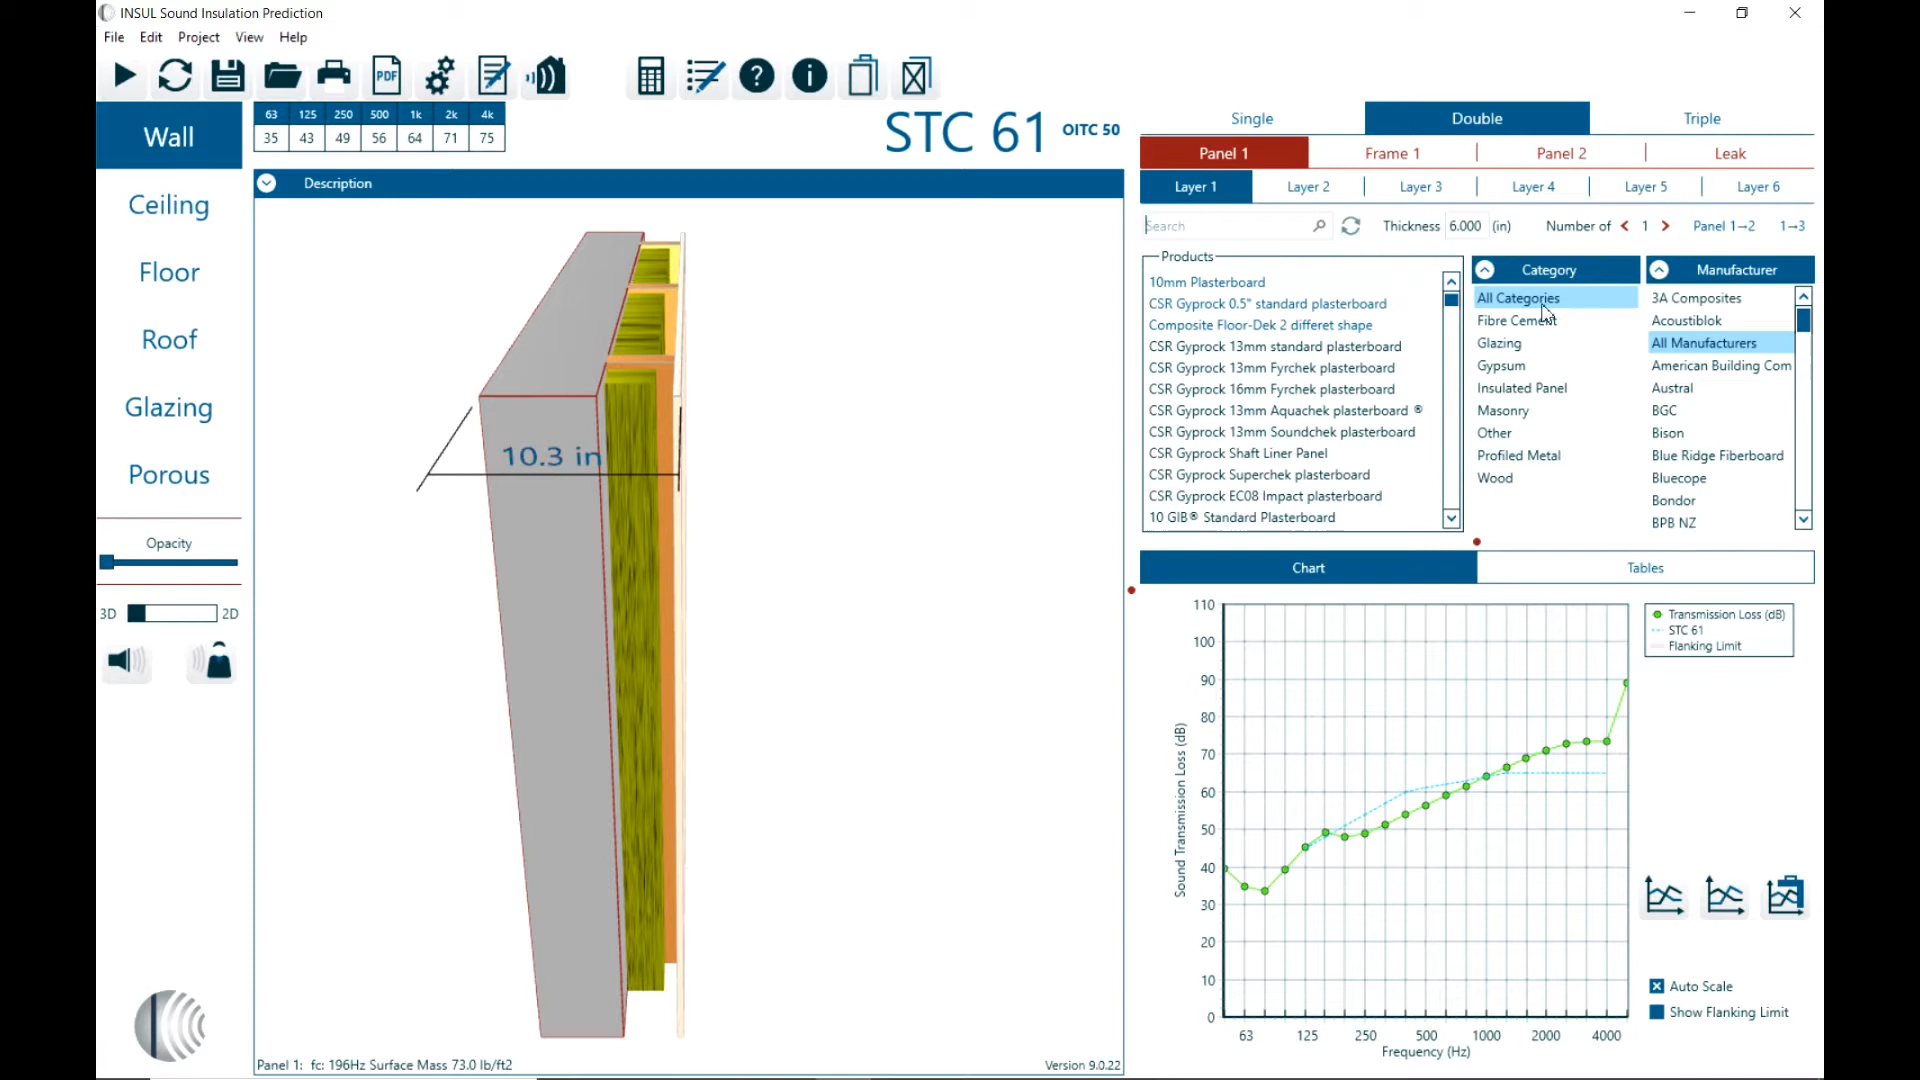 INSUL Sound Insulation Prediction
File Edit Project View Help
PDF
Wall
Ceiling
Floor
Roof
Glazing
Porous
Opacity
3D 2D
63 125 250 500 1k 2k 4k
35 43 49 56 64 71 75
STC 61 OITC 50
Description
10.3 in
Panel 1: fc: 196Hz Surface Mass 73.0 lb/ft2
Version 9.0.22
Single Double Triple
Panel 1 Frame 1 Panel 2 Leak
Layer 1 Layer 2 Layer 3 Layer 4 Layer 5 Layer 6
Search Thickness 6.000 (in) Number of < 1 > Panel 1→2 1→3
Products
10mm Plasterboard
CSR Gyprock 0.5" standard plasterboard
Composite Floor-Dek 2 differet shape
CSR Gyprock 13mm standard plasterboard
CSR Gyprock 13mm Fyrchek plasterboard
CSR Gyprock 16mm Fyrchek plasterboard
CSR Gyprock 13mm Aquachek plasterboard ®
CSR Gyprock 13mm Soundchek plasterboard
CSR Gyprock Shaft Liner Panel
CSR Gyprock Superchek plasterboard
CSR Gyprock EC08 Impact plasterboard
10 GIB® Standard Plasterboard
Category
All Categories
Fibre Cement
Glazing
Gypsum
Insulated Panel
Masonry
Other
Profiled Metal
Wood
Manufacturer
3A Composites
Acoustiblok
All Manufacturers
American Building Com
Austral
BGC
Bison
Blue Ridge Fiberboard
Bluecope
Bondor
BPB NZ
Chart Tables
110
100
90
80
70
60
50
40
30
20
10
0
Sound Transmission Loss (dB)
63 125 250 500 1000 2000 4000
Frequency (Hz)
Transmission Loss (dB)
STC 61
Flanking Limit
Auto Scale
Show Flanking Limit